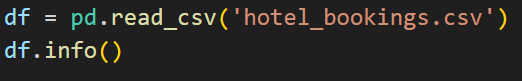 df = pd.read_csv('hotel_bookings.csv')
df.info()